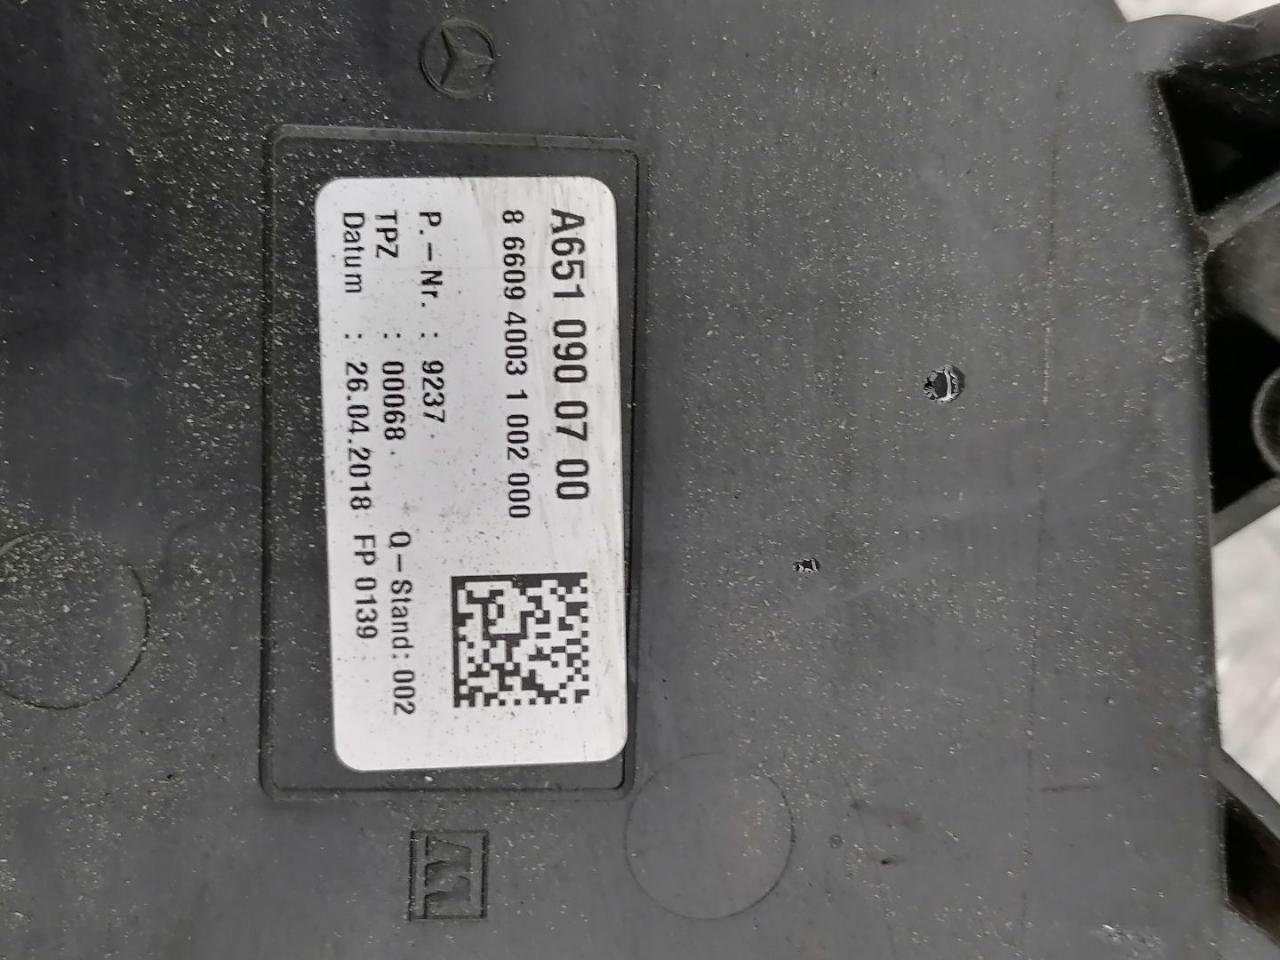 A651 090 07 00
8 6609 4003 1 002 000
P.-Nr. : 9237
TPZ : 00068 Q-Stand: 002
Datum : 26.04.2018 FP 0139